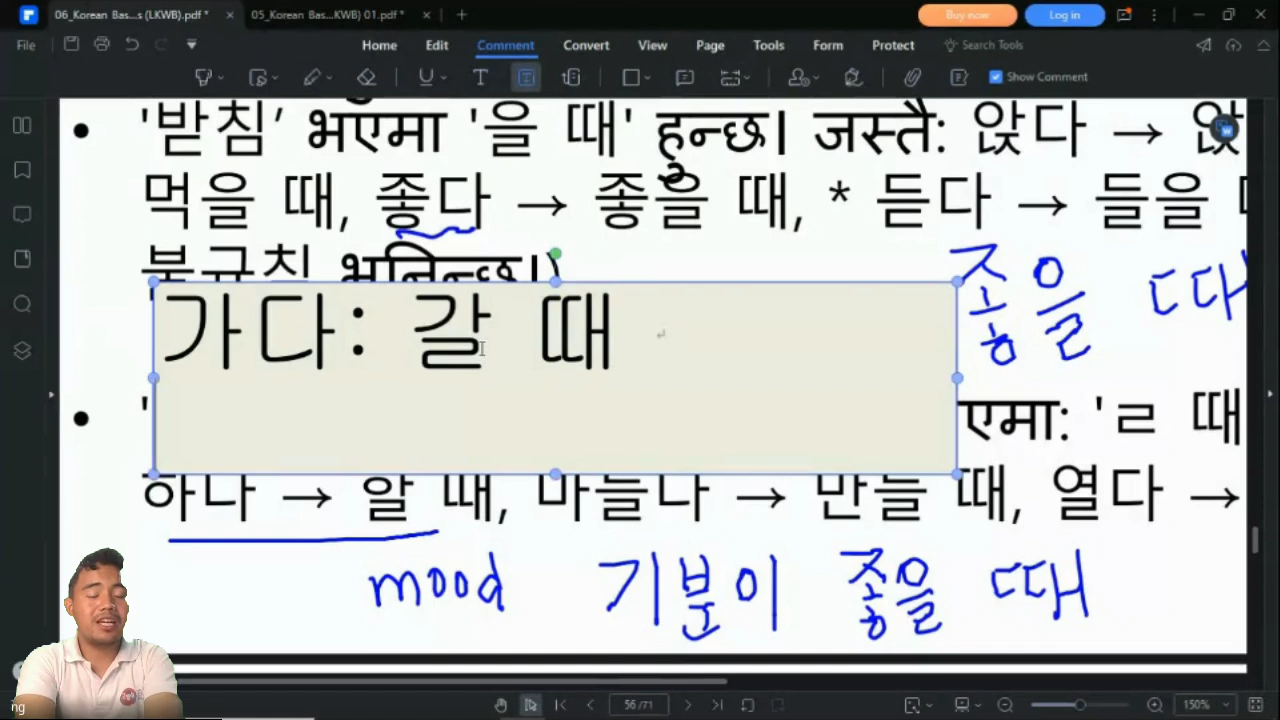 06_Korean Bas...s (LKWB).pdf *
05_Korean Bas...KWB) 01.pdf *
Buy now
Log in
File
Home Edit Comment Convert View Page Tools Form Protect Search Tools
Show Comment
• '받침' भएमा '을 때' हुन्छ। जस्तै: 앉다 →
먹을 때, 좋다 → 좋을 때, * 듣다 → 들을
불규칙 भनिन्छ।)
좋을 때
가다: 갈 때
एमा: 'ㄹ 때
알 때, 만들다 → 만들 때, 열다 →
mood 기분이 좋을 때
56 /71
150%